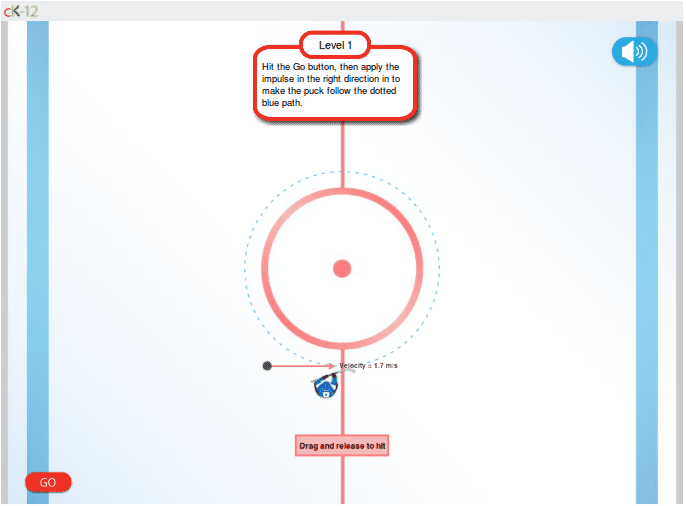 cK-12
Level 1
Hit the Go button, then apply the
impulse in the right direction in to
make the puck follow the dotted
blue path.
Velocity = 1.7 m/s
Drag and release to hit
GO